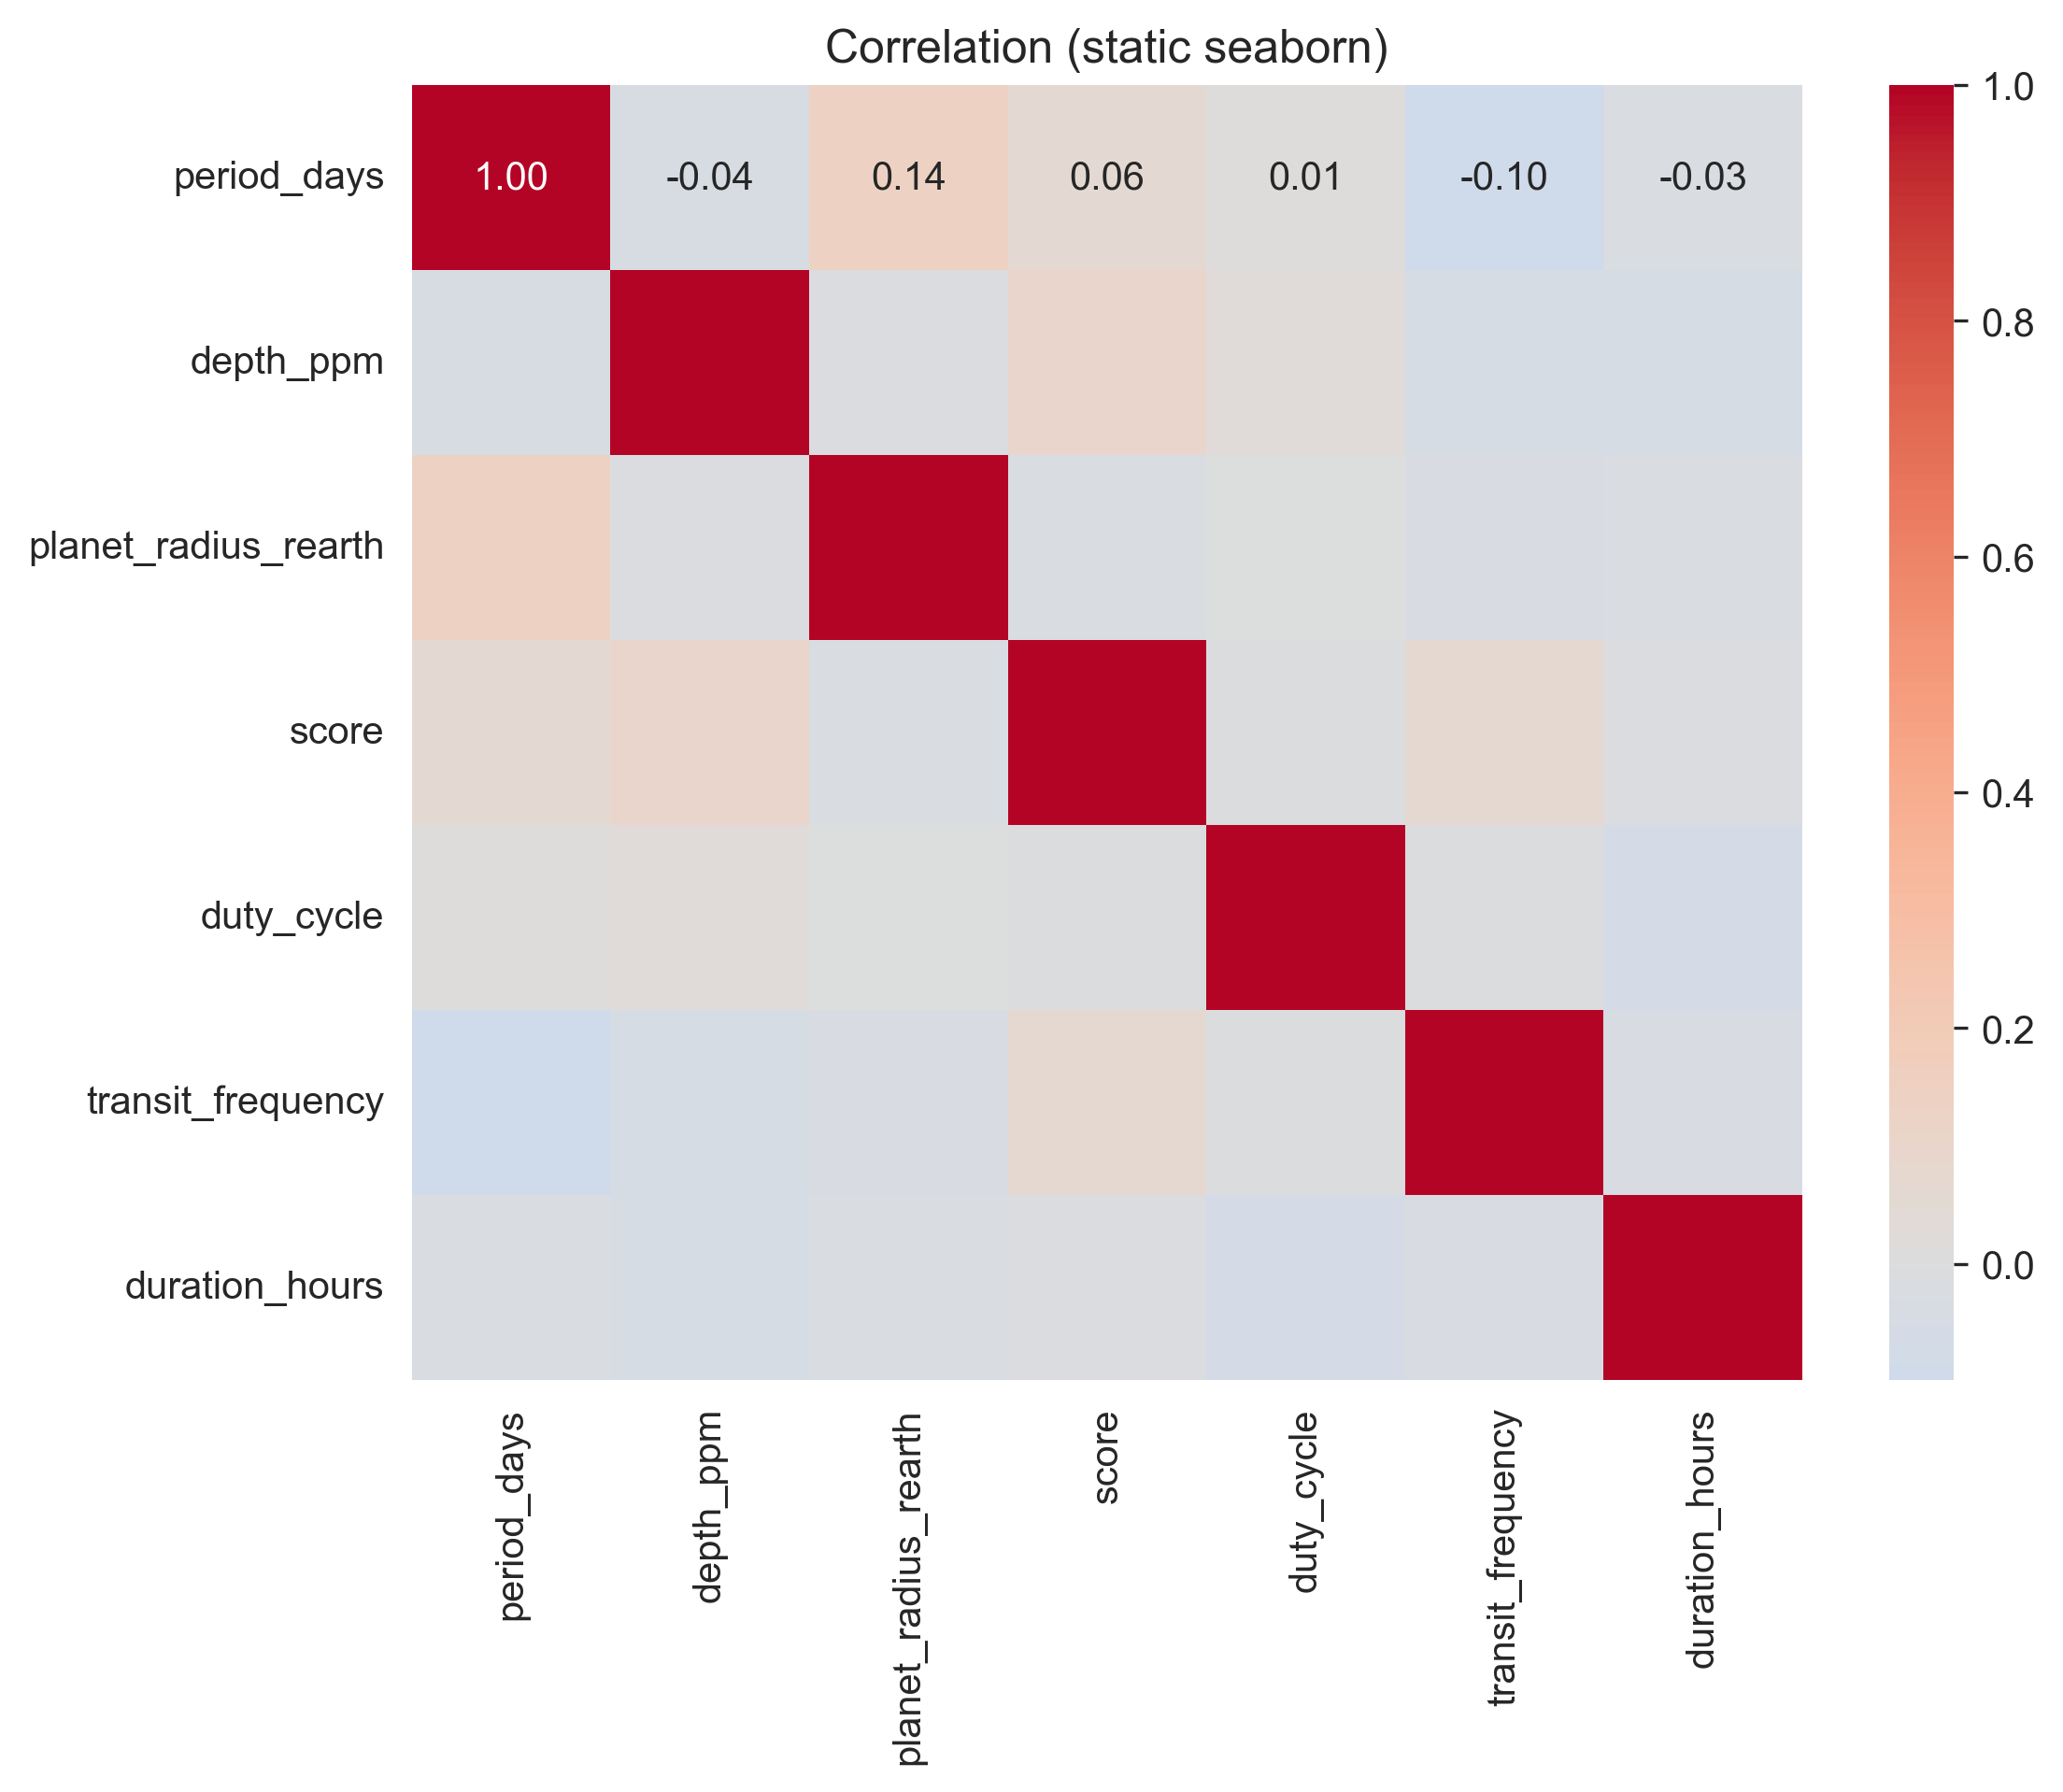 Correlation (static seaborn)
period_days
1.00 -0.04 0.14 0.06 0.01 -0.10 -0.03
depth_ppm
planet_radius_rearth
score
duty_cycle
transit_frequency
duration_hours
period_days
depth_ppm
planet_radius_rearth
score
duty_cycle
transit_frequency
duration_hours
1.0
0.8
0.6
0.4
0.2
0.0